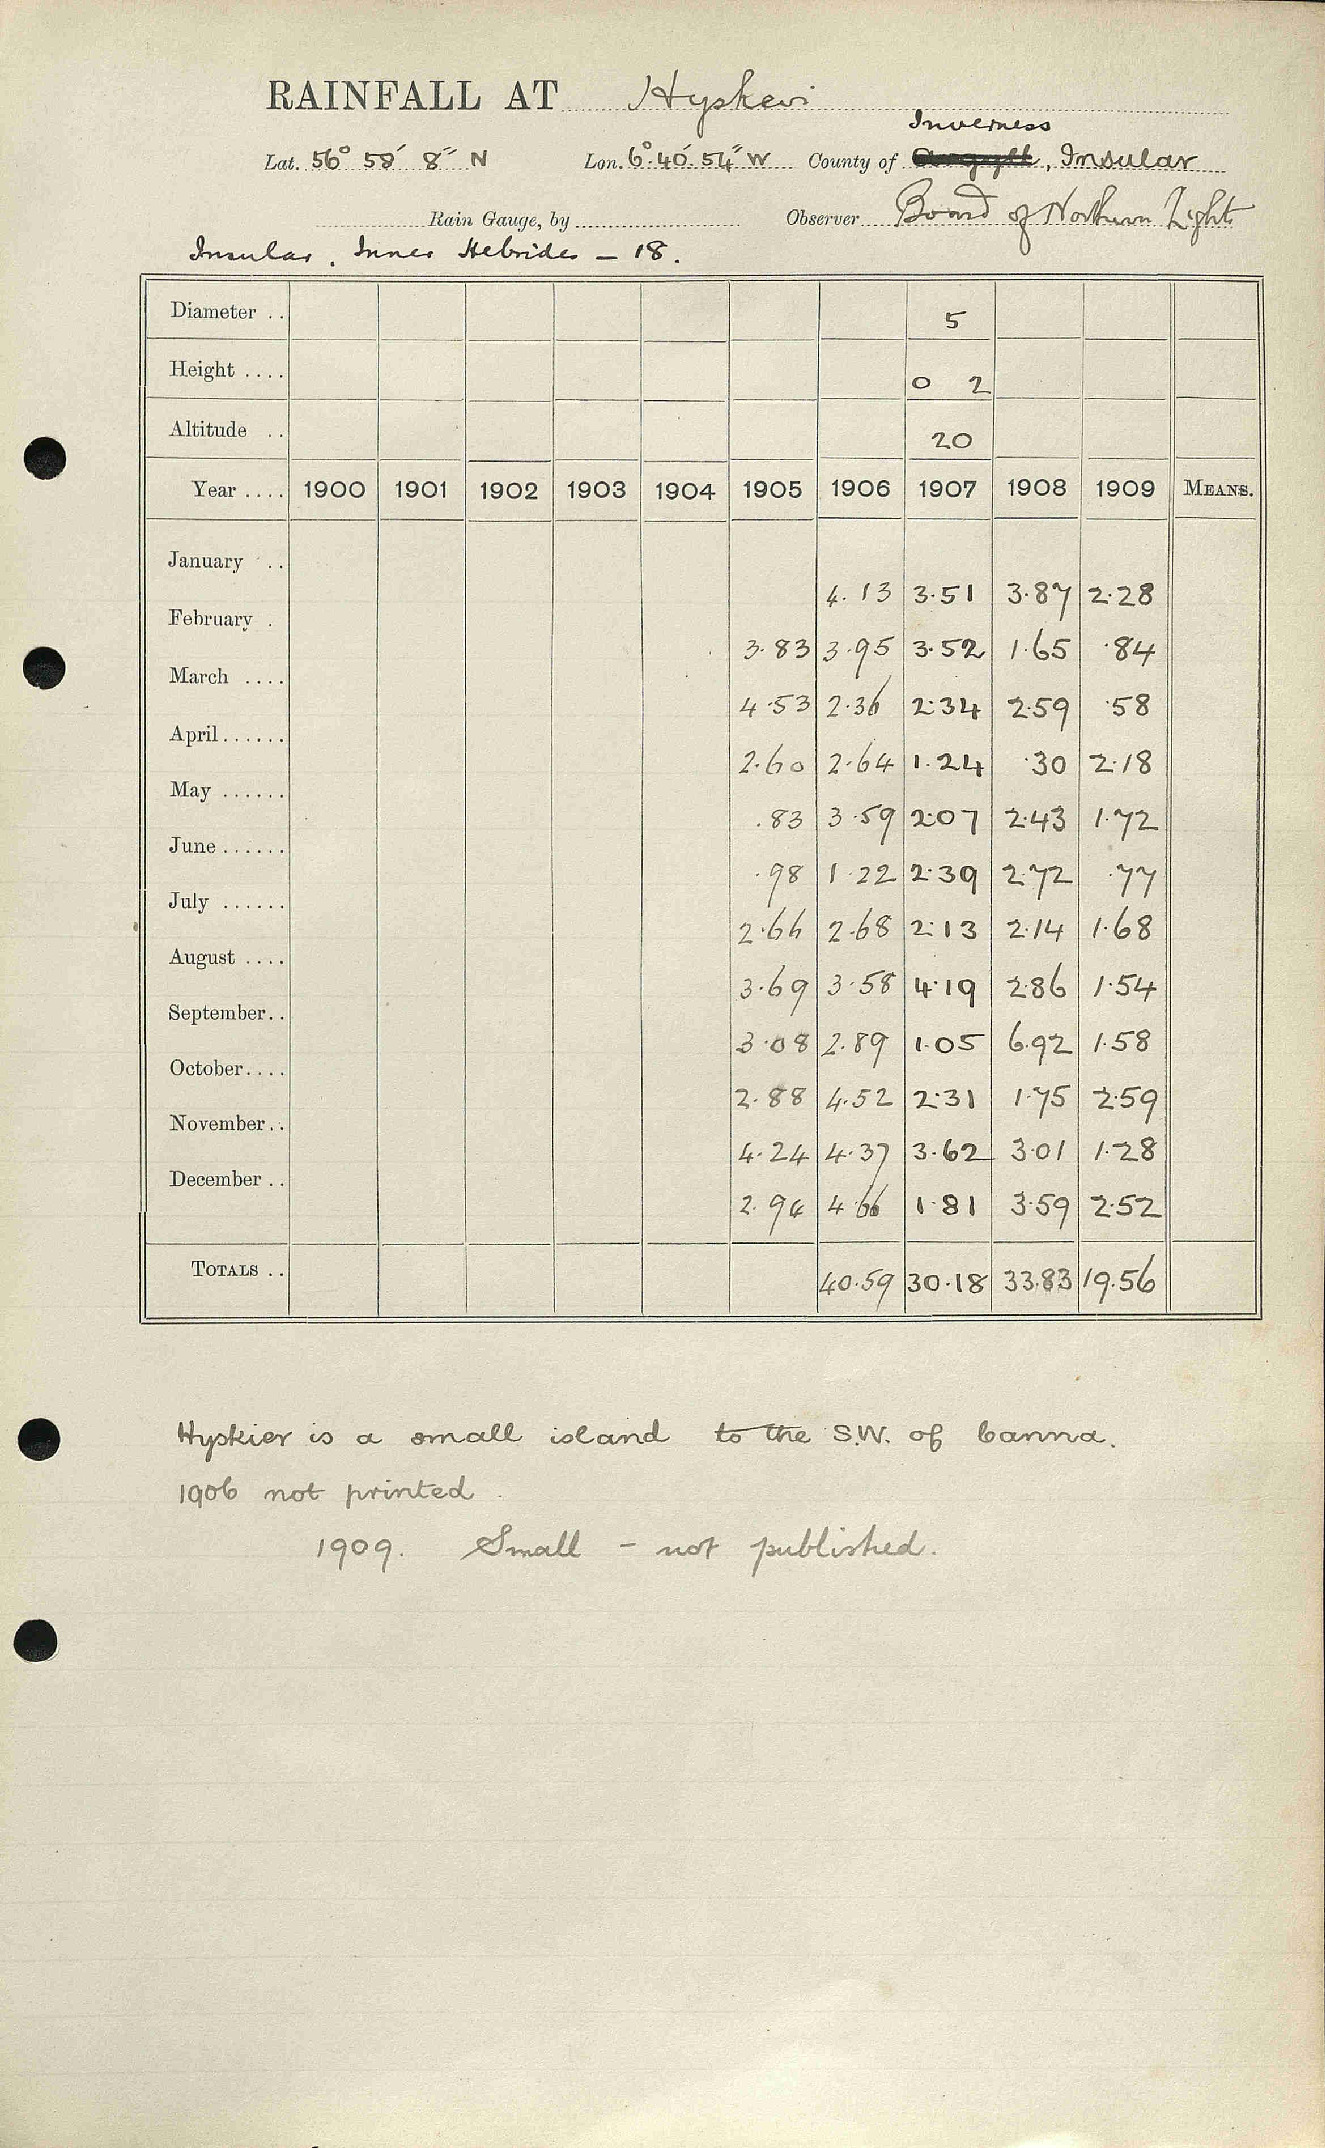 RAINFALL AT Hyskeir
Inverness
Lat. 56° 58' 8" N Lon. 6°. 40'. 54" W County of Argyll, Insular
Rain Gauge, by Observer Board of Northern Lights
Insular, Inner Hebrides – 18.
Diameter .. 5
Height .... 0 2
Altitude .. 20
Year .... 1900 1901 1902 1903 1904 1905 1906 1907 1908 1909 MEANS.
January .. 4.13 3.51 3.87 2.28
February . 3.83 3.95 3.52 1.65 .84
March .... 4.53 2.36 2.34 2.59 .58
April...... 2.60 2.64 1.24 .30 2.18
May ...... .83 3.59 2.07 2.43 1.72
June...... .98 1.22 2.39 2.72 .77
July ...... 2.66 2.68 2.13 2.14 1.68
August .... 3.69 3.58 4.19 2.86 1.54
September.. 3.08 2.89 1.05 6.92 1.58
October.... 2.88 4.52 2.31 1.75 2.59
November.. 4.24 4.37 3.62 3.01 1.28
December .. 2.94 4.66 1.81 3.59 2.52
TOTALS .. 40.59 30.18 33.83 19.56
Hyskier is a small island to the S.W. of Canna.
1906 not printed
1909. Small – not published.